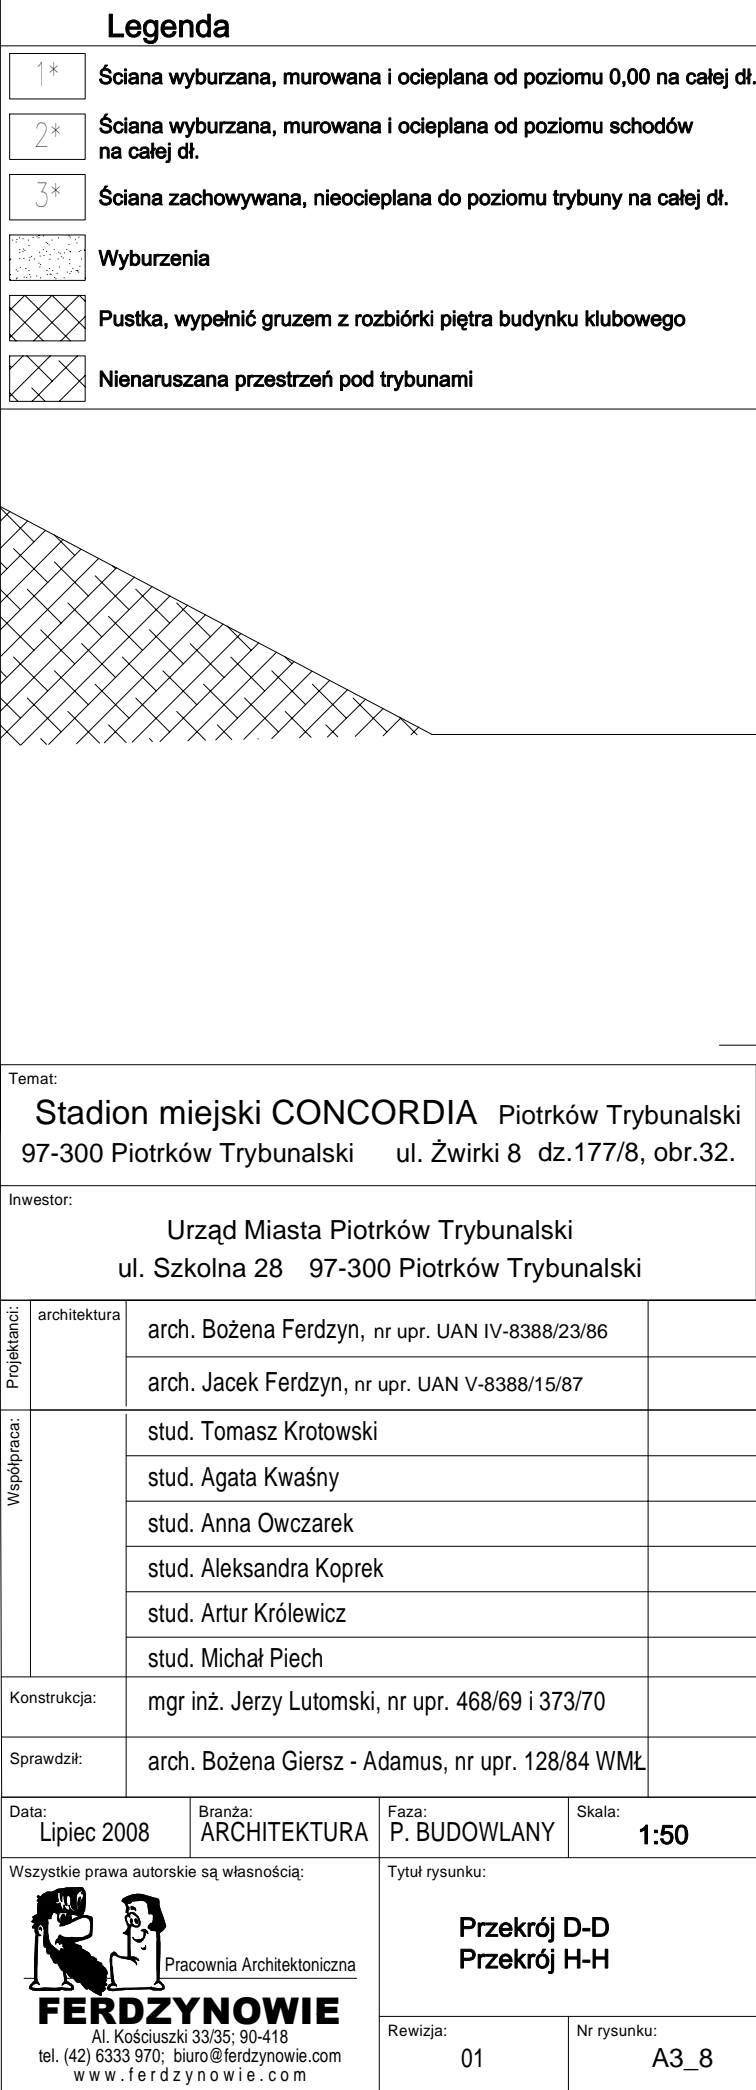 Legenda
1* Ściana wyburzana, murowana i ocieplana od poziomu 0,00 na całej dł.
2* Ściana wyburzana, murowana i ocieplana od poziomu schodów
na całej dł.
3* Ściana zachowywana, nieocieplana do poziomu trybuny na całej dł.
Wyburzenia
Pustka, wypełnić gruzem z rozbiórki piętra budynku klubowego
Nienaruszana przestrzeń pod trybunami
Temat:
Stadion miejski CONCORDIA Piotrków Trybunalski
97-300 Piotrków Trybunalski ul. Żwirki 8 dz.177/8, obr.32.
Inwestor:
Urząd Miasta Piotrków Trybunalski
ul. Szkolna 28 97-300 Piotrków Trybunalski
Projektanci:
architektura
arch. Bożena Ferdzyn, nr upr. UAN IV-8388/23/86
arch. Jacek Ferdzyn, nr upr. UAN V-8388/15/87
Współpraca:
stud. Tomasz Krotowski
stud. Agata Kwaśny
stud. Anna Owczarek
stud. Aleksandra Koprek
stud. Artur Królewicz
stud. Michał Piech
Konstrukcja: mgr inż. Jerzy Lutomski, nr upr. 468/69 i 373/70
Sprawdził: arch. Bożena Giersz - Adamus, nr upr. 128/84 WMŁ
Data: Branża: Faza: Skala:
Lipiec 2008 ARCHITEKTURA P. BUDOWLANY 1:50
Wszystkie prawa autorskie są własnością:
Pracownia Architektoniczna
FERDZYNOWIE
Al. Kościuszki 33/35; 90-418
tel. (42) 6333 970; biuro@ferdzynowie.com
www.ferdzynowie.com
Tytuł rysunku:
Przekrój D-D
Przekrój H-H
Rewizja: Nr rysunku:
01 A3_8